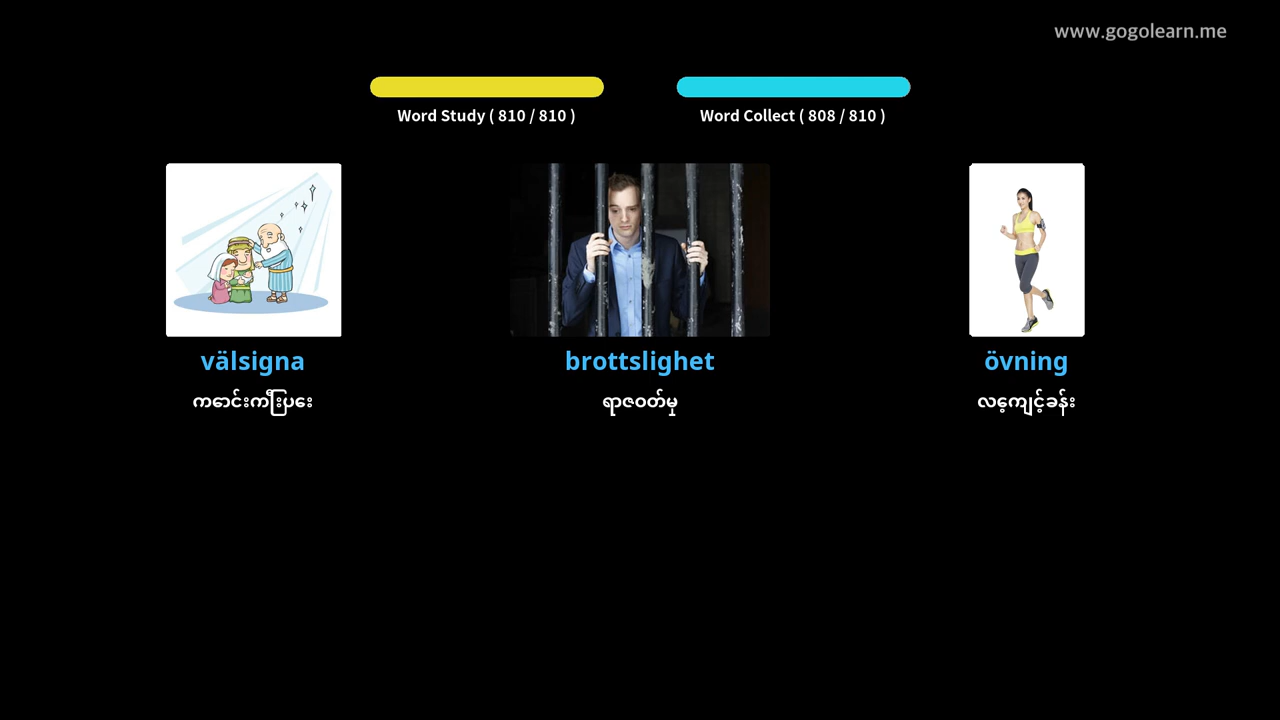 www.gogolearn.me
Word Study ( 810 / 810 )
Word Collect ( 808 / 810 )
välsigna
brottslighet
övning
ကောင်းကြီးပေး
ရာဇဝတ်မှု
လေ့ကျင့်ခန်း